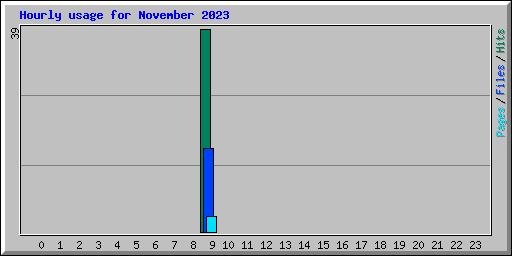 Hourly usage for November 2023
39
Pages/Files/Hits
0 1 2 3 4 5 6 7 8 9 10 11 12 13 14 15 16 17 18 19 20 21 22 23